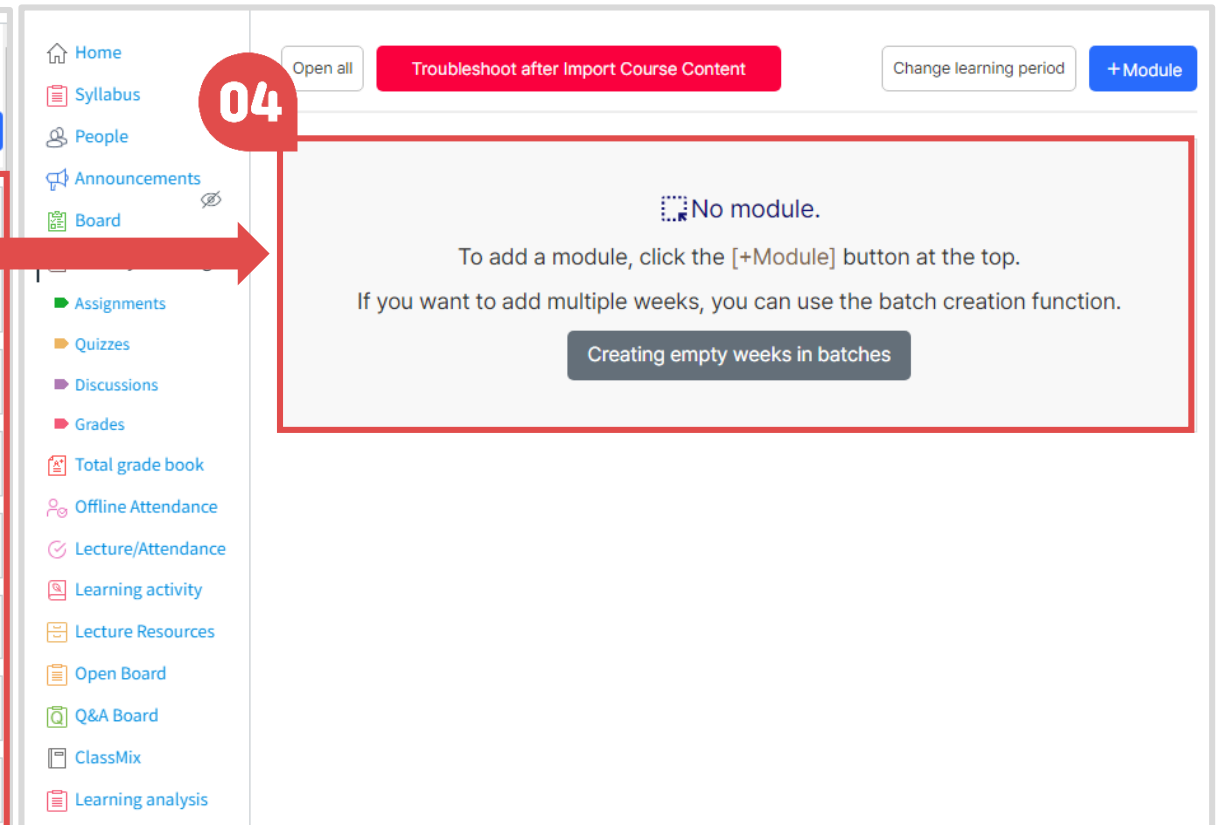 Home
Syllabus
People
Announcements
Board
Assignments
Quizzes
Discussions
Grades
Total grade book
Offline Attendance
Lecture/Attendance
Learning activity
Lecture Resources
Open Board
Q&A Board
ClassMix
Learning analysis
04
Open all
Troubleshoot after Import Course Content
Change learning period
+Module
No module.
To add a module, click the [+Module] button at the top.
If you want to add multiple weeks, you can use the batch creation function.
Creating empty weeks in batches